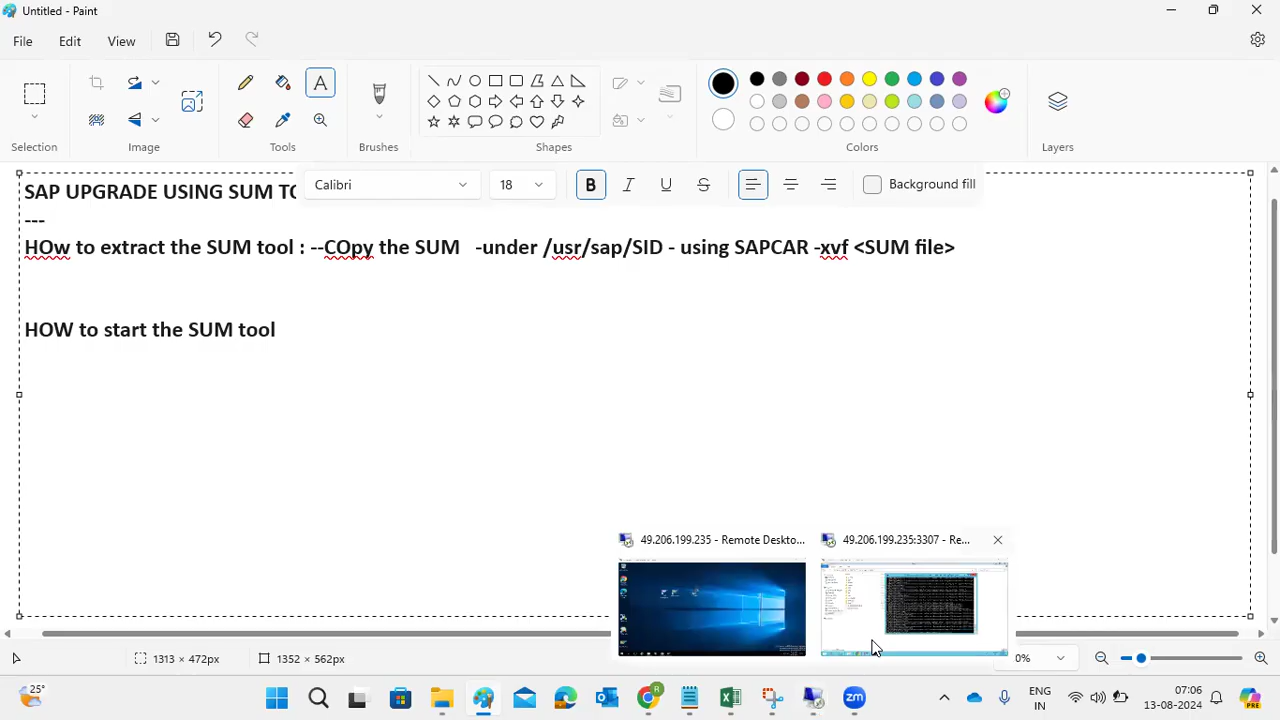 Untitled - Paint
File Edit View
Selection Image Tools Brushes Shapes Colors Layers
Calibri 18 B I U S Background fill
SAP UPGRADE USING SUM
---
HOw to extract the SUM tool : --COpy the SUM -under /usr/sap/SID - using SAPCAR -xvf <SUM file>
HOW to start the SUM tool
49.206.199.235 - Remote Deskto... 49.206.199.235:3307 - Re...
1313 × 472px 1353 × 562px 0%
25° ENG IN 07:06 13-08-2024